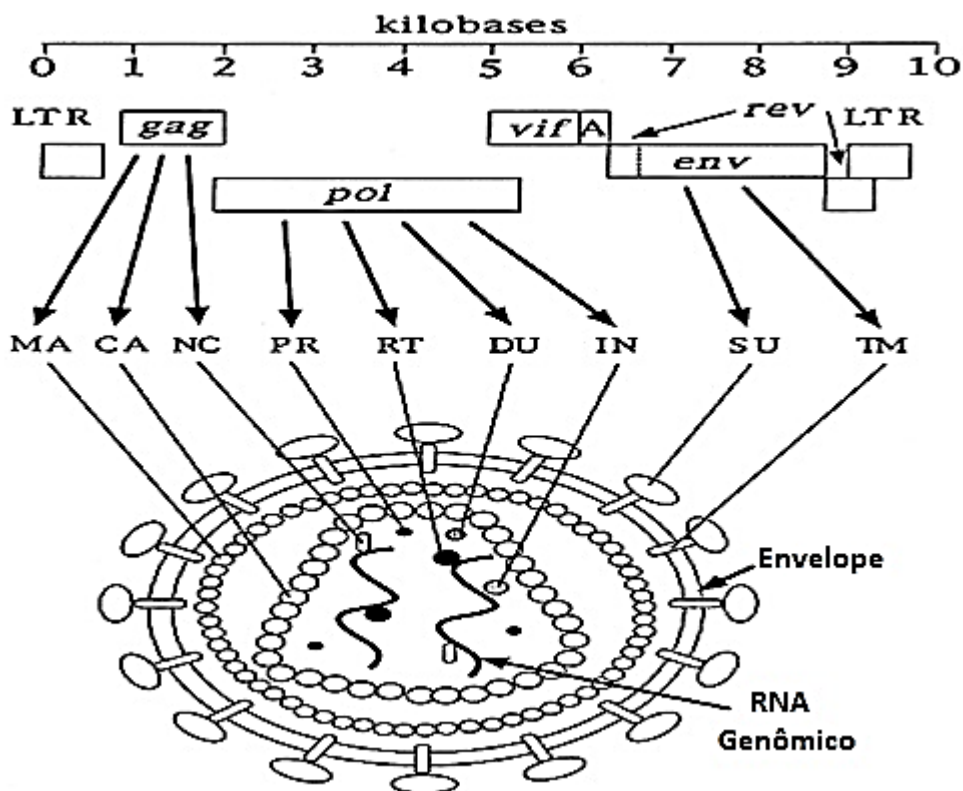 kilobases
0 1 2 3 4 5 6 7 8 9 10
LTR gag vif A rev LTR
env
pol
MA CA NC PR RT DU IN SU TM
Envelope
RNA
Genômico